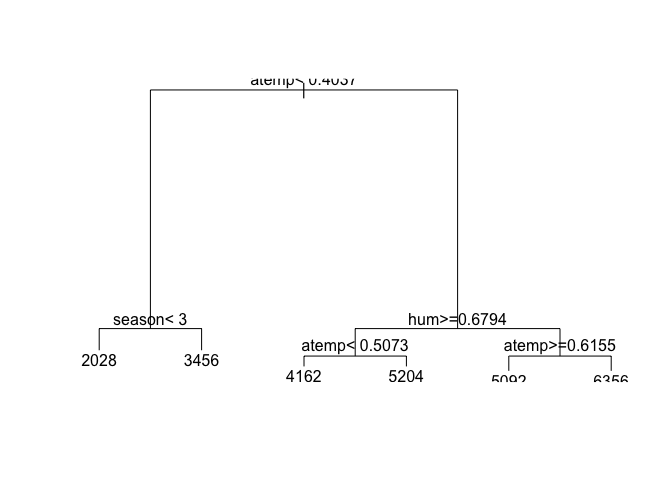 atemp< 0.4037
season< 3
hum>=0.6794
atemp< 0.5073
atemp>=0.6155
2028
3456
4162
5204
5092
6356